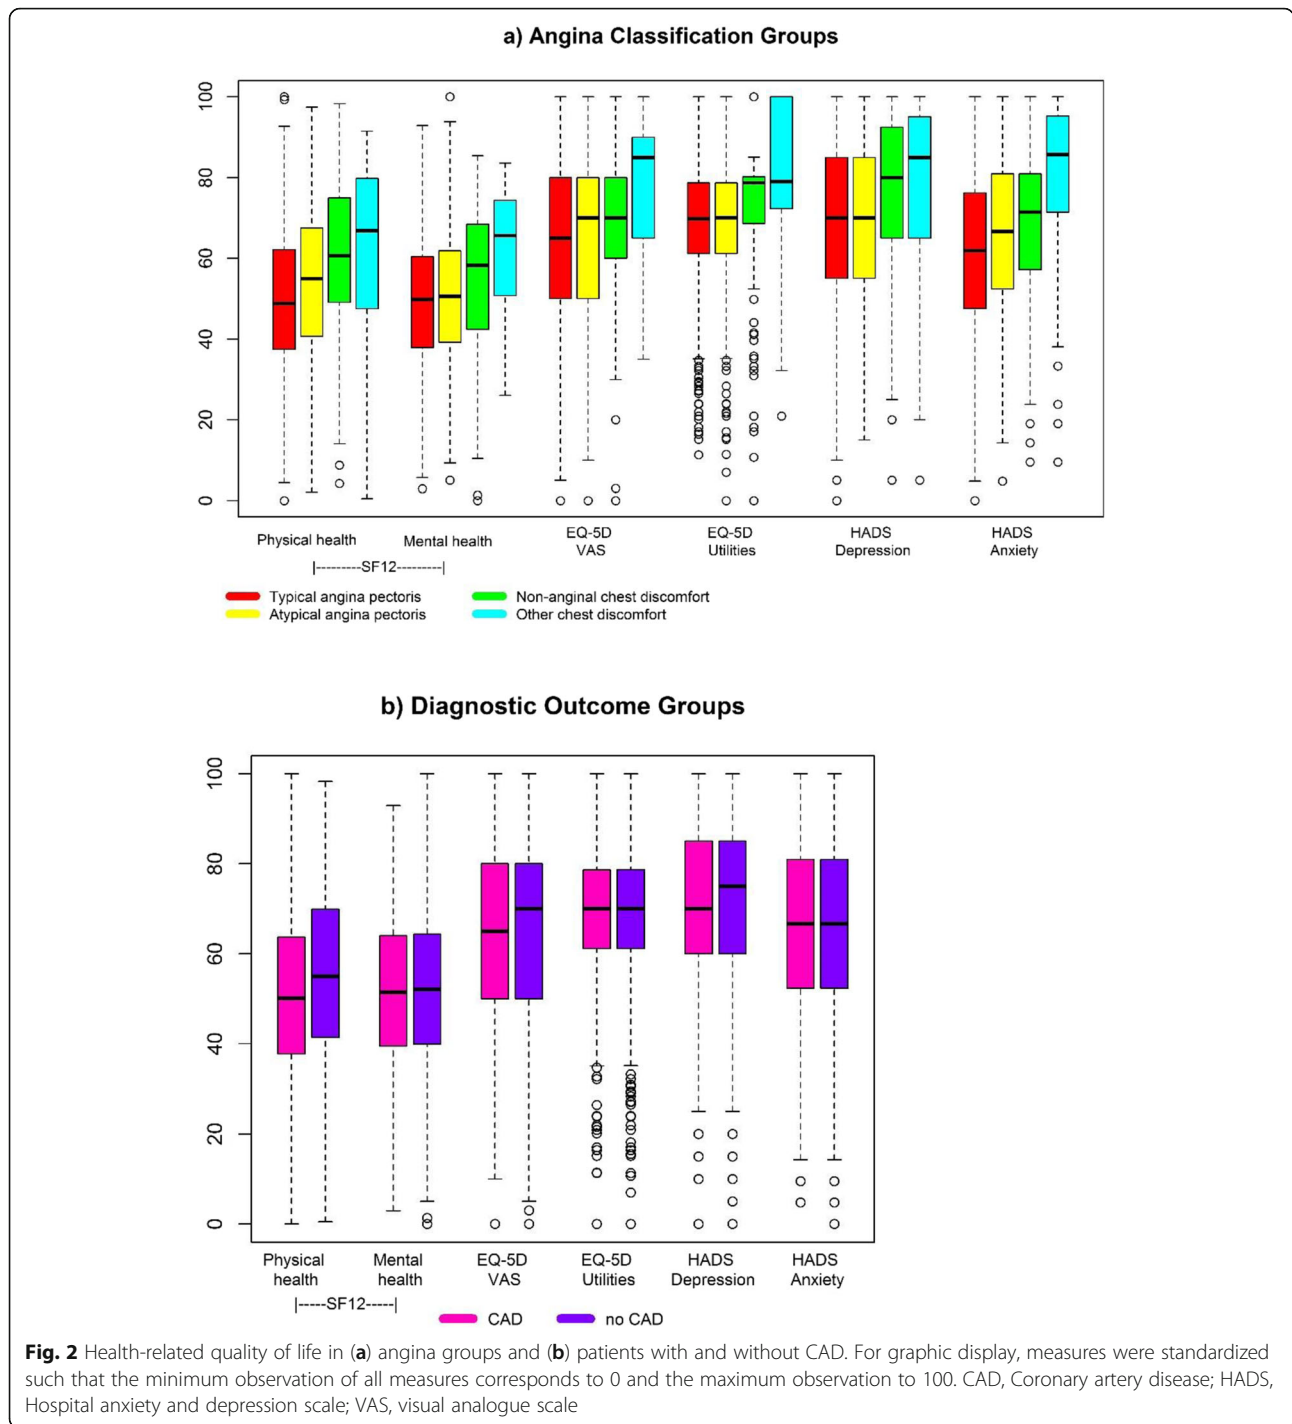 a) Angina Classification Groups
100
80
60
40
20
0
Physical health
Mental health
EQ-5D
VAS
EQ-5D
Utilities
HADS
Depression
HADS
Anxiety
|---------SF12---------|
Typical angina pectoris
Non-anginal chest discomfort
Atypical angina pectoris
Other chest discomfort
b) Diagnostic Outcome Groups
100
80
60
40
20
0
Physical
health
Mental
health
EQ-5D
VAS
EQ-5D
Utilities
HADS
Depression
HADS
Anxiety
|-----SF12-----|
CAD
no CAD
Fig. 2 Health-related quality of life in (a) angina groups and (b) patients with and without CAD. For graphic display, measures were standardized
such that the minimum observation of all measures corresponds to 0 and the maximum observation to 100. CAD, Coronary artery disease; HADS,
Hospital anxiety and depression scale; VAS, visual analogue scale